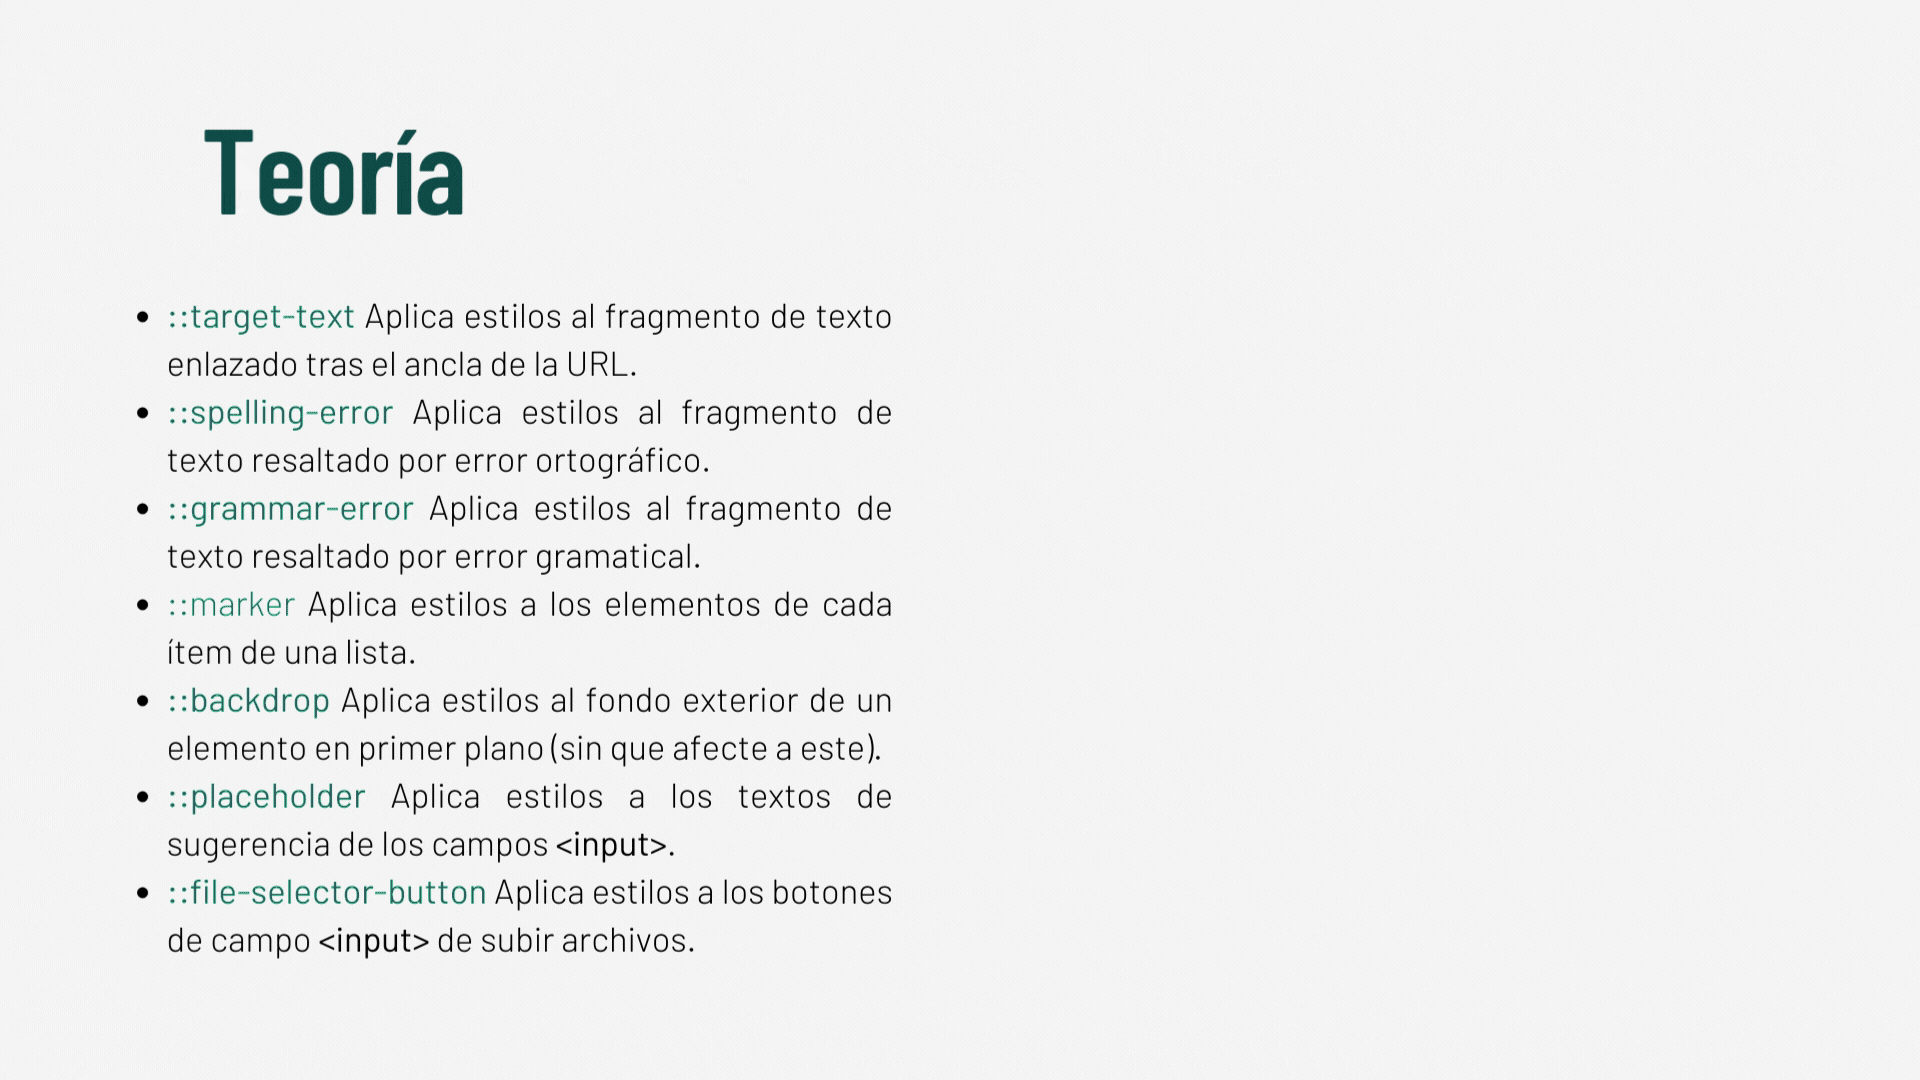 Teoría
• ::target-text Aplica estilos al fragmento de texto
enlazado tras el ancla de la URL.
• ::spelling-error Aplica estilos al fragmento de
texto resaltado por error ortográfico.
• ::grammar-error Aplica estilos al fragmento de
texto resaltado por error gramatical.
• ::marker Aplica estilos a los elementos de cada
ítem de una lista.
• ::backdrop Aplica estilos al fondo exterior de un
elemento en primer plano (sin que afecte a este).
• ::placeholder Aplica estilos a los textos de
sugerencia de los campos <input>.
• ::file-selector-button Aplica estilos a los botones
de campo <input> de subir archivos.